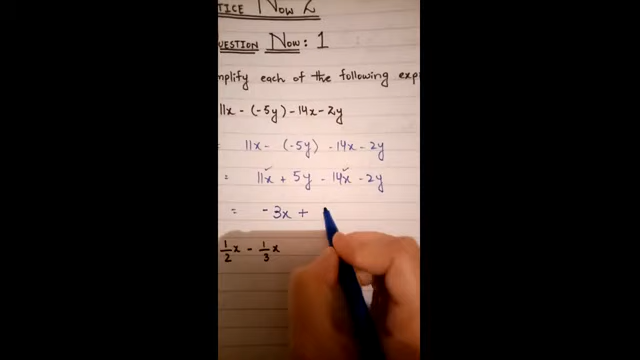 TICE NOW 2
QUESTION NOW: 1
mplify each of the following exp
11x - (-5y) - 14x - 2y
= 11x - (-5y) - 14x - 2y
= 11x + 5y - 14x - 2y
= -3x +
1/2 x - 1/3 x